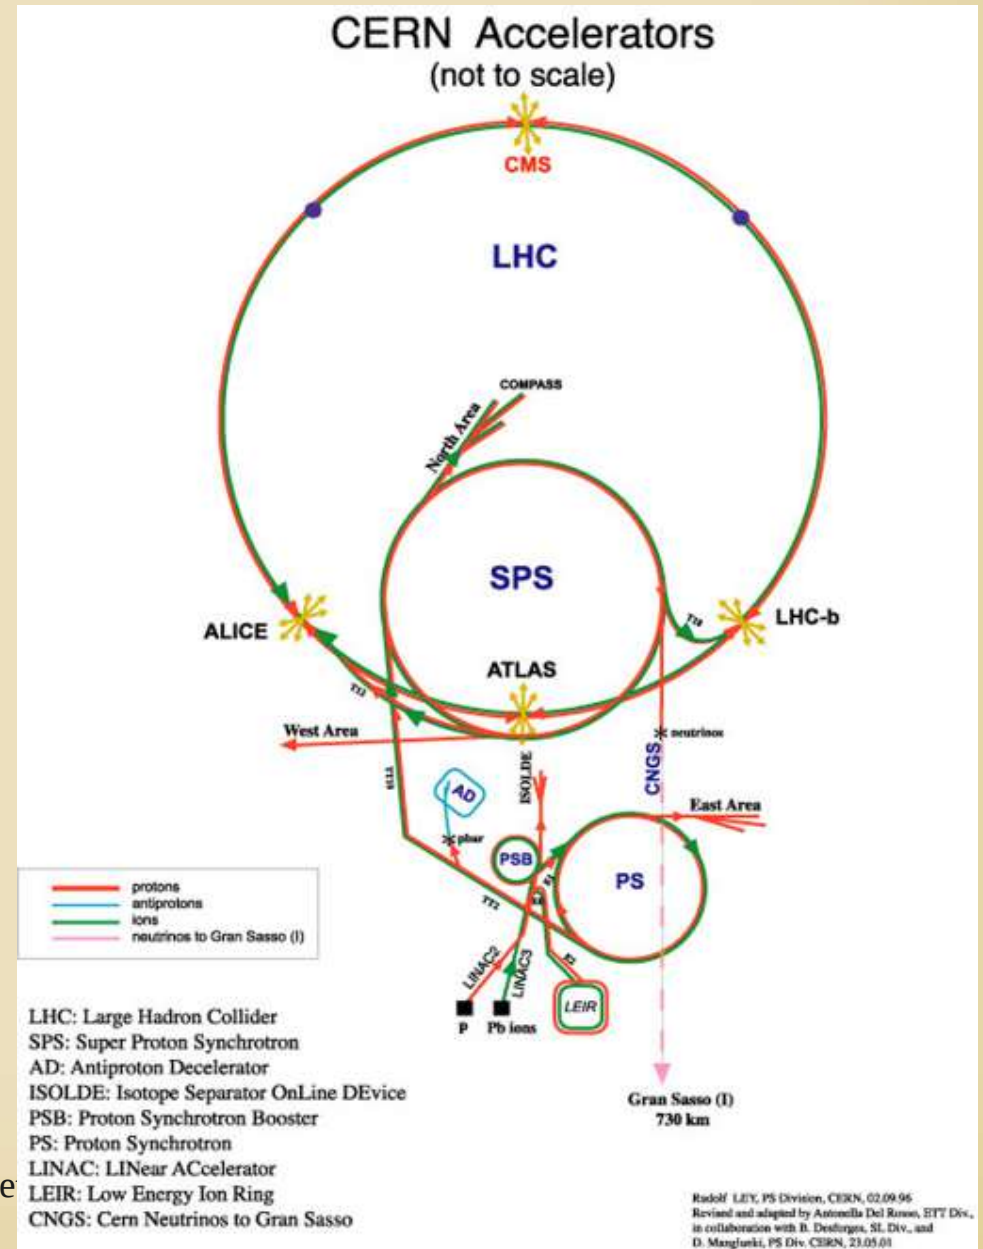 CERN Accelerators
(not to scale)
CMS
LHC
COMPASS
North Area
SPS
ALICE
LHC-b
TI8
ATLAS
TI2
West Area
neutrinos
CNGS
ISOLDE
AD
East Area
pbar
PSB
PS
TT2
protons
antiprotons
ions
neutrinos to Gran Sasso (I)
LINAC2
LINAC3
E2
LEIR
P
Pb ions
Gran Sasso (I)
730 km
LHC: Large Hadron Collider
SPS: Super Proton Synchrotron
AD: Antiproton Decelerator
ISOLDE: Isotope Separator OnLine DEvice
PSB: Proton Synchrotron Booster
PS: Proton Synchrotron
LINAC: LINear ACcelerator
LEIR: Low Energy Ion Ring
CNGS: Cern Neutrinos to Gran Sasso
Rudolf LEY, PS Division, CERN, 02.09.96
Revised and adapted by Antonella Del Rosso, ETT Div.,
in collaboration with B. Desforges, SL Div., and
D. Manglunki, PS Div. CERN, 23.05.01